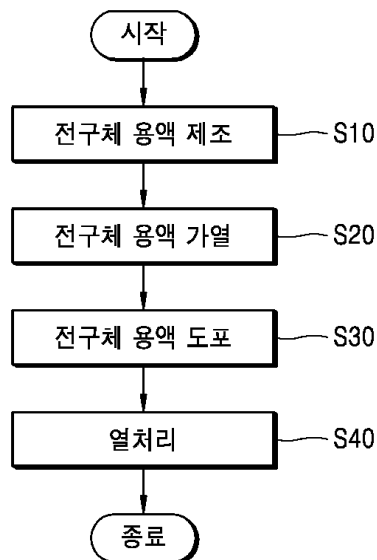 시작
전구체 용액 제조 S10
전구체 용액 가열 S20
전구체 용액 도포 S30
열처리 S40
종료